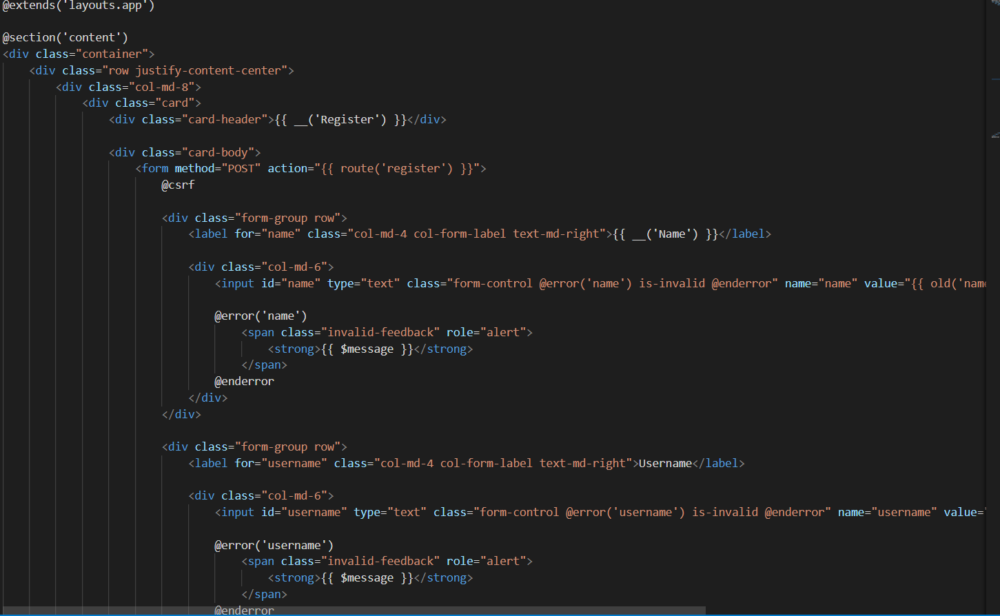 @extends('layouts.app')
@section('content')
<div class="container">
<div class="row justify-content-center">
<div class="col-md-8">
<div class="card">
<div class="card-header">{{ __('Register') }}</div>
<div class="card-body">
<form method="POST" action="{{ route('register') }}">
@csrf
<div class="form-group row">
<label for="name" class="col-md-4 col-form-label text-md-right">{{ __('Name') }}</label>
<div class="col-md-6">
<input id="name" type="text" class="form-control @error('name') is-invalid @enderror" name="name" value="{{ old('name
@error('name')
<span class="invalid-feedback" role="alert">
<strong>{{ $message }}</strong>
</span>
@enderror
</div>
</div>
<div class="form-group row">
<label for="username" class="col-md-4 col-form-label text-md-right">Username</label>
<div class="col-md-6">
<input id="username" type="text" class="form-control @error('username') is-invalid @enderror" name="username" value="
@error('username')
<span class="invalid-feedback" role="alert">
<strong>{{ $message }}</strong>
</span>
@enderror